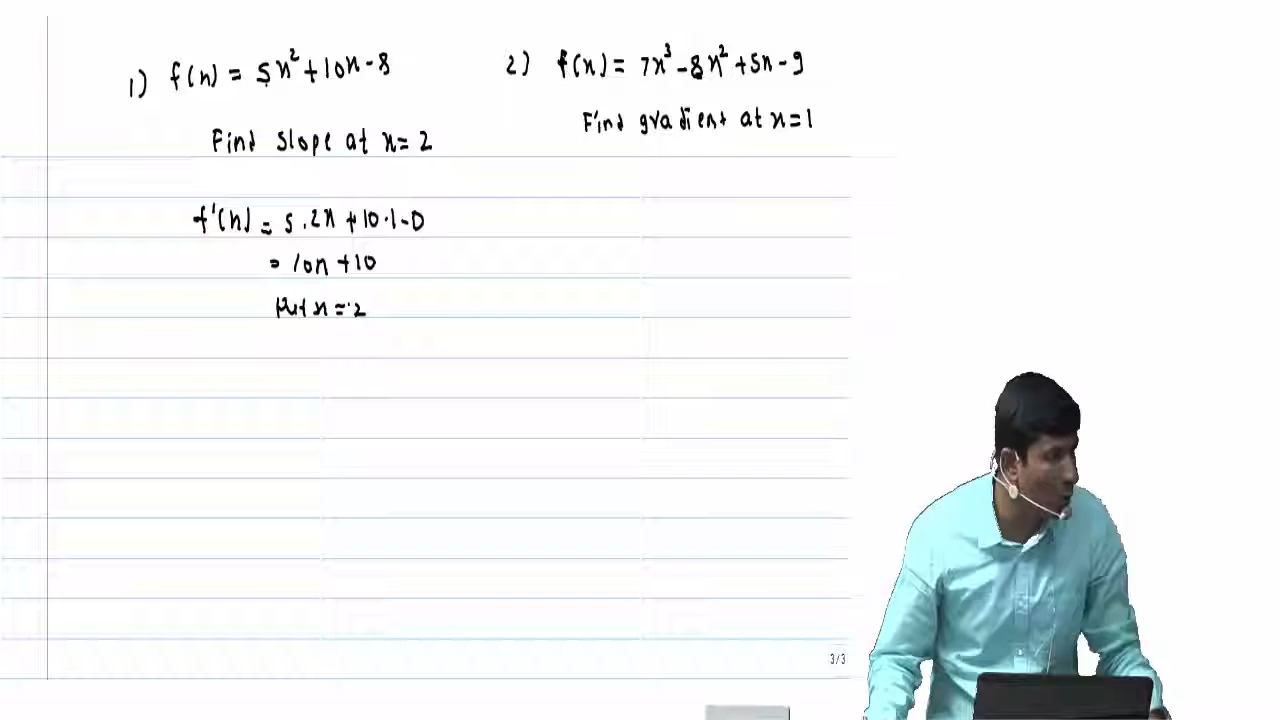 1) f(x) = 5x² + 10x - 8
Find slope at x = 2
f'(x) = 5.2x + 10.1 - 0
= 10x + 10
Put x = 2
2) f(x) = 7x³ - 8x² + 5x - 9
Find gradient at x = 1
3/3